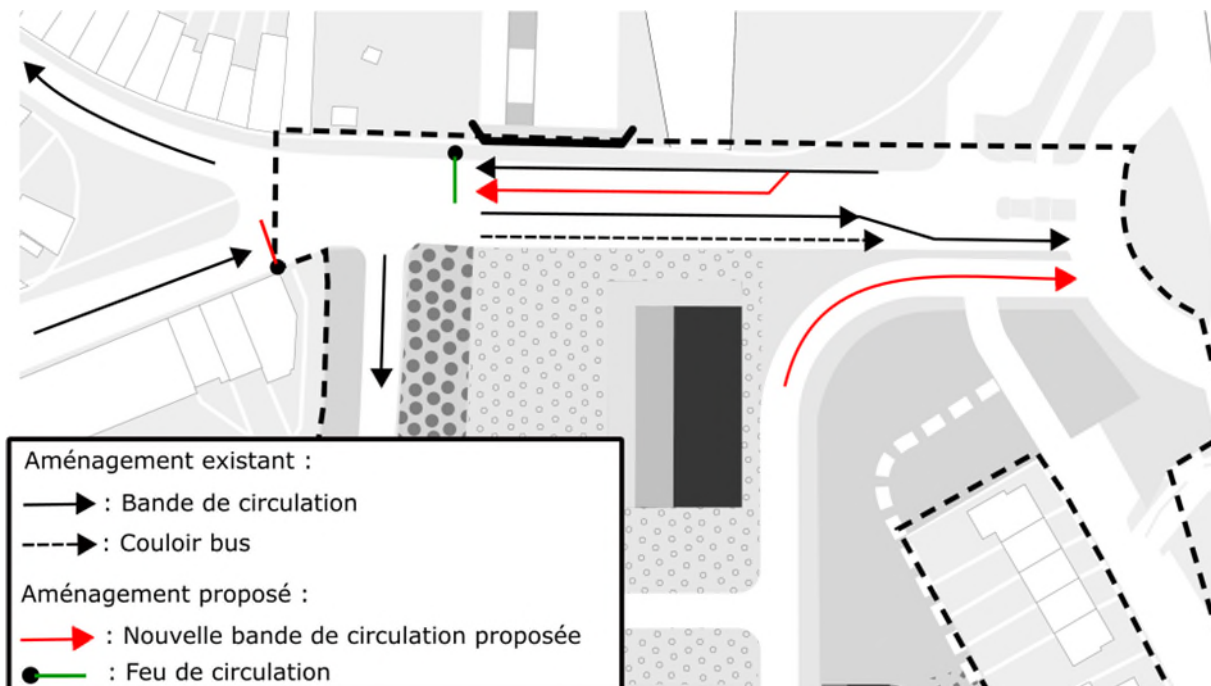 Aménagement existant :
: Bande de circulation
: Couloir bus
Aménagement proposé :
: Nouvelle bande de circulation proposée
: Feu de circulation